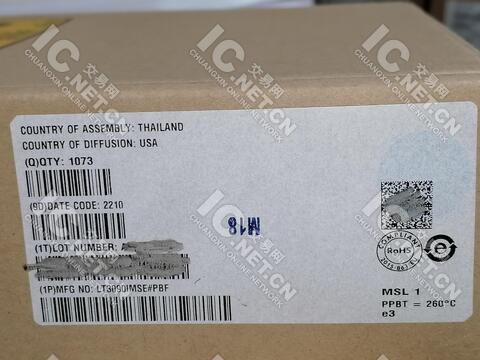 COUNTRY OF ASSEMBLY: THAILAND
COUNTRY OF DIFFUSION: USA
(Q)QTY: 1073
(9D)DATE CODE: 2210
(1T)LOT NUMBER: A
(1P)MFG NO: LT3090IMSE#PBF
M18
COMPLIANT
RoHS
e
MSL 1
PPBT = 260°C
e3
IC.交易网
IC.NET.CN
CHUANGXIN ONLINE NETWORK